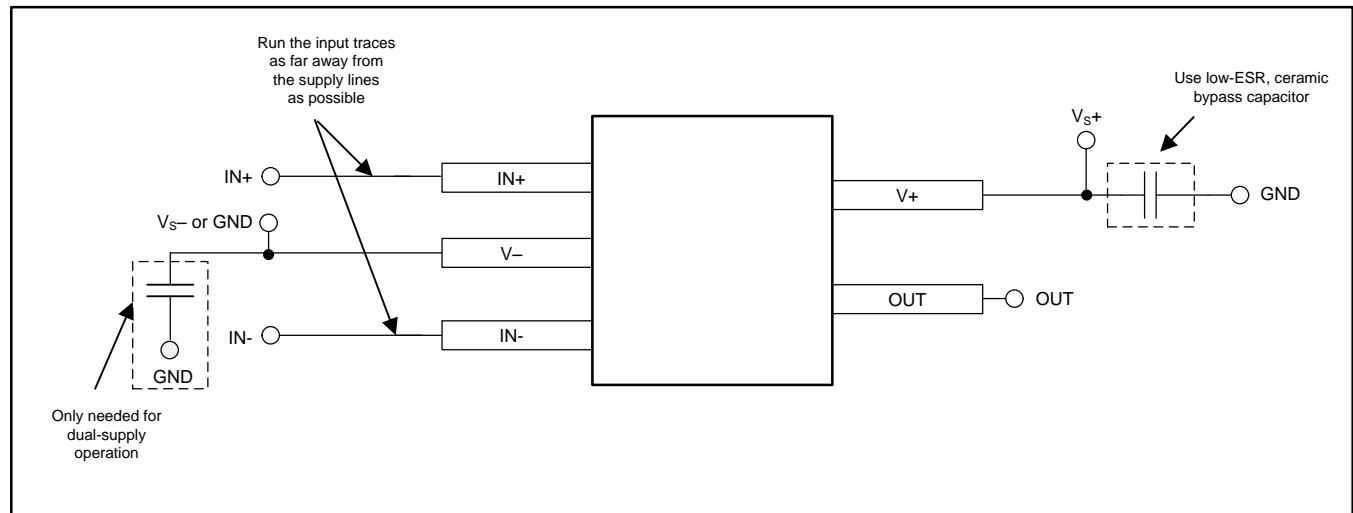 Run the input traces
as far away from
the supply lines
as possible
Use low-ESR, ceramic
bypass capacitor
VS+
IN+
IN+
V+
GND
VS– or GND
V–
OUT
OUT
IN-
IN-
GND
Only needed for
dual-supply
operation